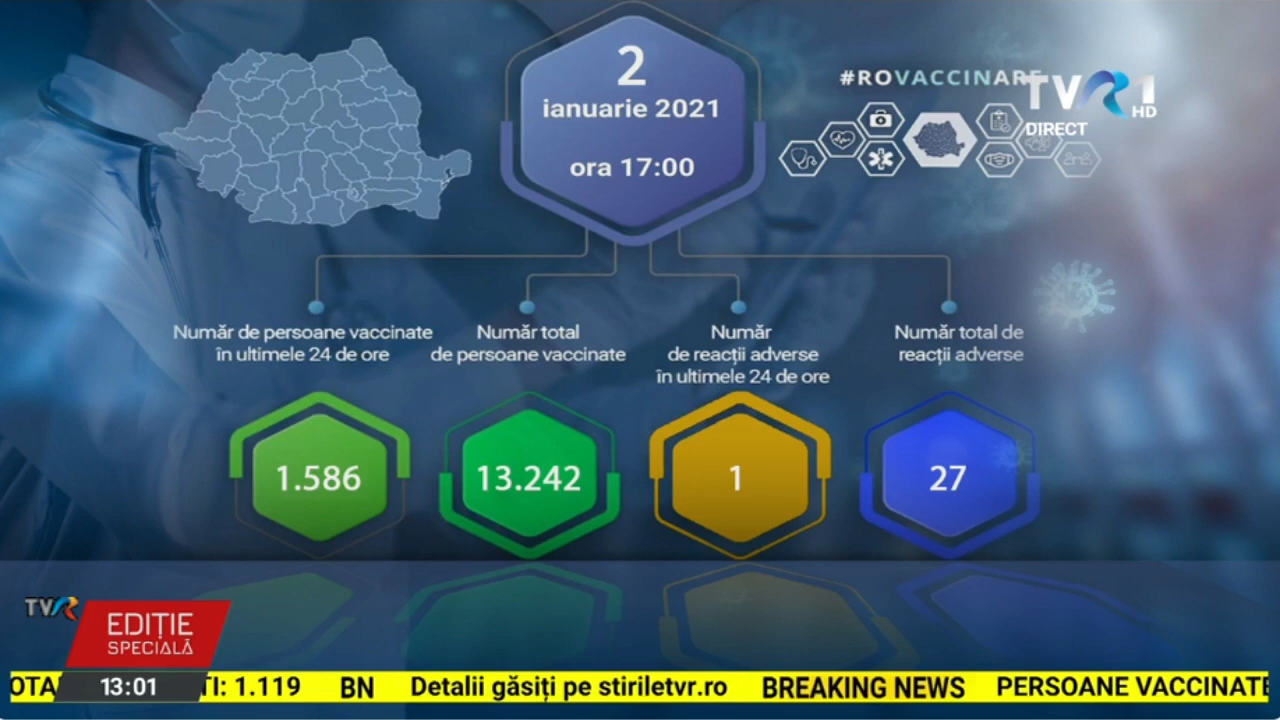 2
ianuarie 2021
ora 17:00
#ROVACCINARE
TVR1
HD
DIRECT
Număr de persoane vaccinate
în ultimele 24 de ore
Număr total
de persoane vaccinate
Număr
de reacții adverse
în ultimele 24 de ore
Număr total de
reacții adverse
1.586
13.242
1
27
TVR
EDIȚIE
SPECIALĂ
13:01 : 1.119 BN Detalii găsiți pe stiriletvr.ro BREAKING NEWS PERSOANE VACCINATE